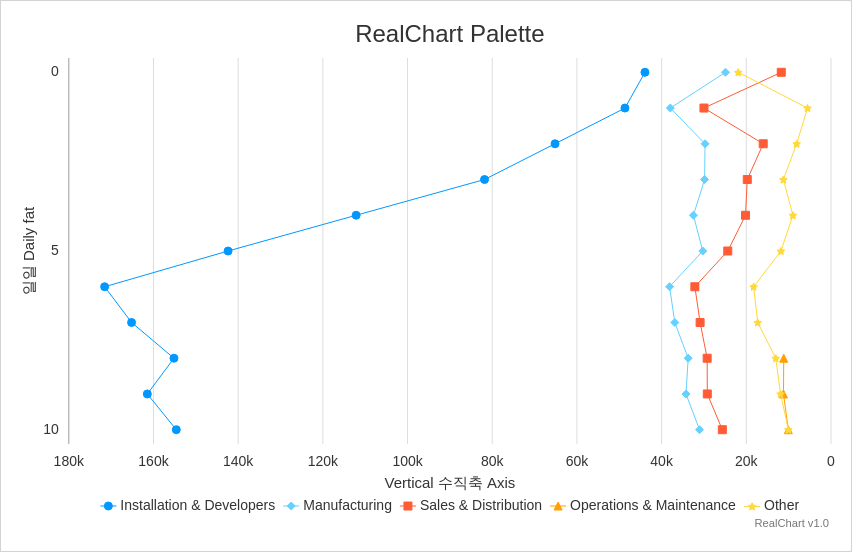 RealChart Palette
0
5
10
일일 Daily fat
180k 160k 140k 120k 100k 80k 60k 40k 20k 0
Vertical 수직축 Axis
Installation & Developers Manufacturing Sales & Distribution Operations & Maintenance Other
RealChart v1.0